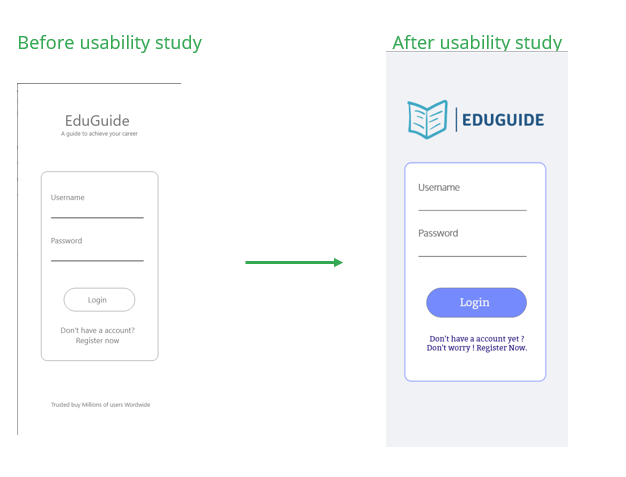 Before usability study
After usability study
EduGuide
A guide to achieve your career
Username
Password
Login
Don't have a account?
Register now
Trusted buy Millions of users Wordwide
EDUGUIDE
Username
Password
Login
Don't have a account yet ?
Don't worry ! Register Now.